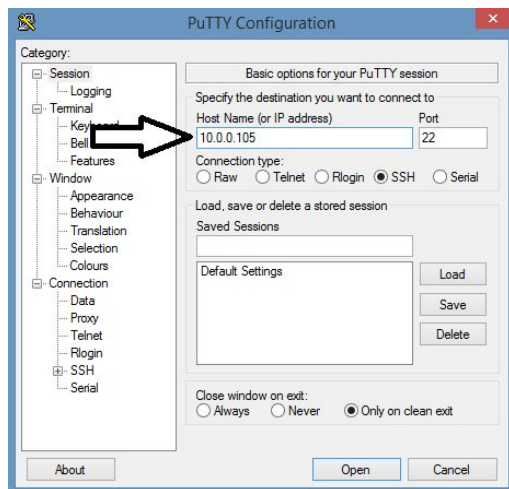 PuTTY Configuration
Category:
Session
Logging
Terminal
Keyboard
Bell
Features
Window
Appearance
Behaviour
Translation
Selection
Colours
Connection
Data
Proxy
Telnet
Rlogin
SSH
Serial
Basic options for your PuTTY session
Specify the destination you want to connect to
Host Name (or IP address) Port
10.0.0.105 22
Connection type:
Raw Telnet Rlogin SSH Serial
Load, save or delete a stored session
Saved Sessions
Default Settings
Load
Save
Delete
Close window on exit:
Always Never Only on clean exit
About Open Cancel